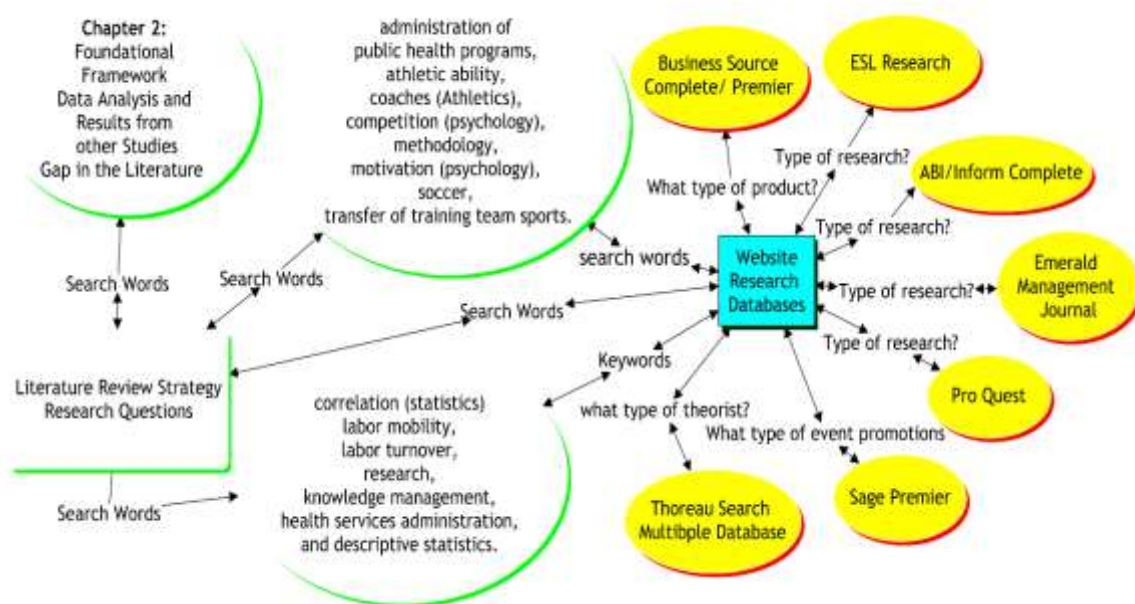 Chapter 2:
Foundational
Framework
Data Analysis and
Results from
other Studies
Gap in the Literature
administration of
public health programs,
athletic ability,
coaches (Athletics),
competition (psychology),
methodology,
motivation (psychology),
soccer,
transfer of training team sports.
Business Source
Complete/ Premier
ESL Research
Type of research?
ABI/Inform Complete
What type of product?
Type of research?
Search Words
Search Words
search words
Website
Research
Databases
Type of research?
Emerald
Management
Journal
Search Words
Type of research?
Keywords
Literature Review Strategy
Research Questions
Pro Quest
correlation (statistics)
labor mobility,
labor turnover,
research,
knowledge management,
health services administration,
and descriptive statistics.
what type of theorist?
What type of event promotions
Search Words
Thoreau Search
Multibple Database
Sage Premier